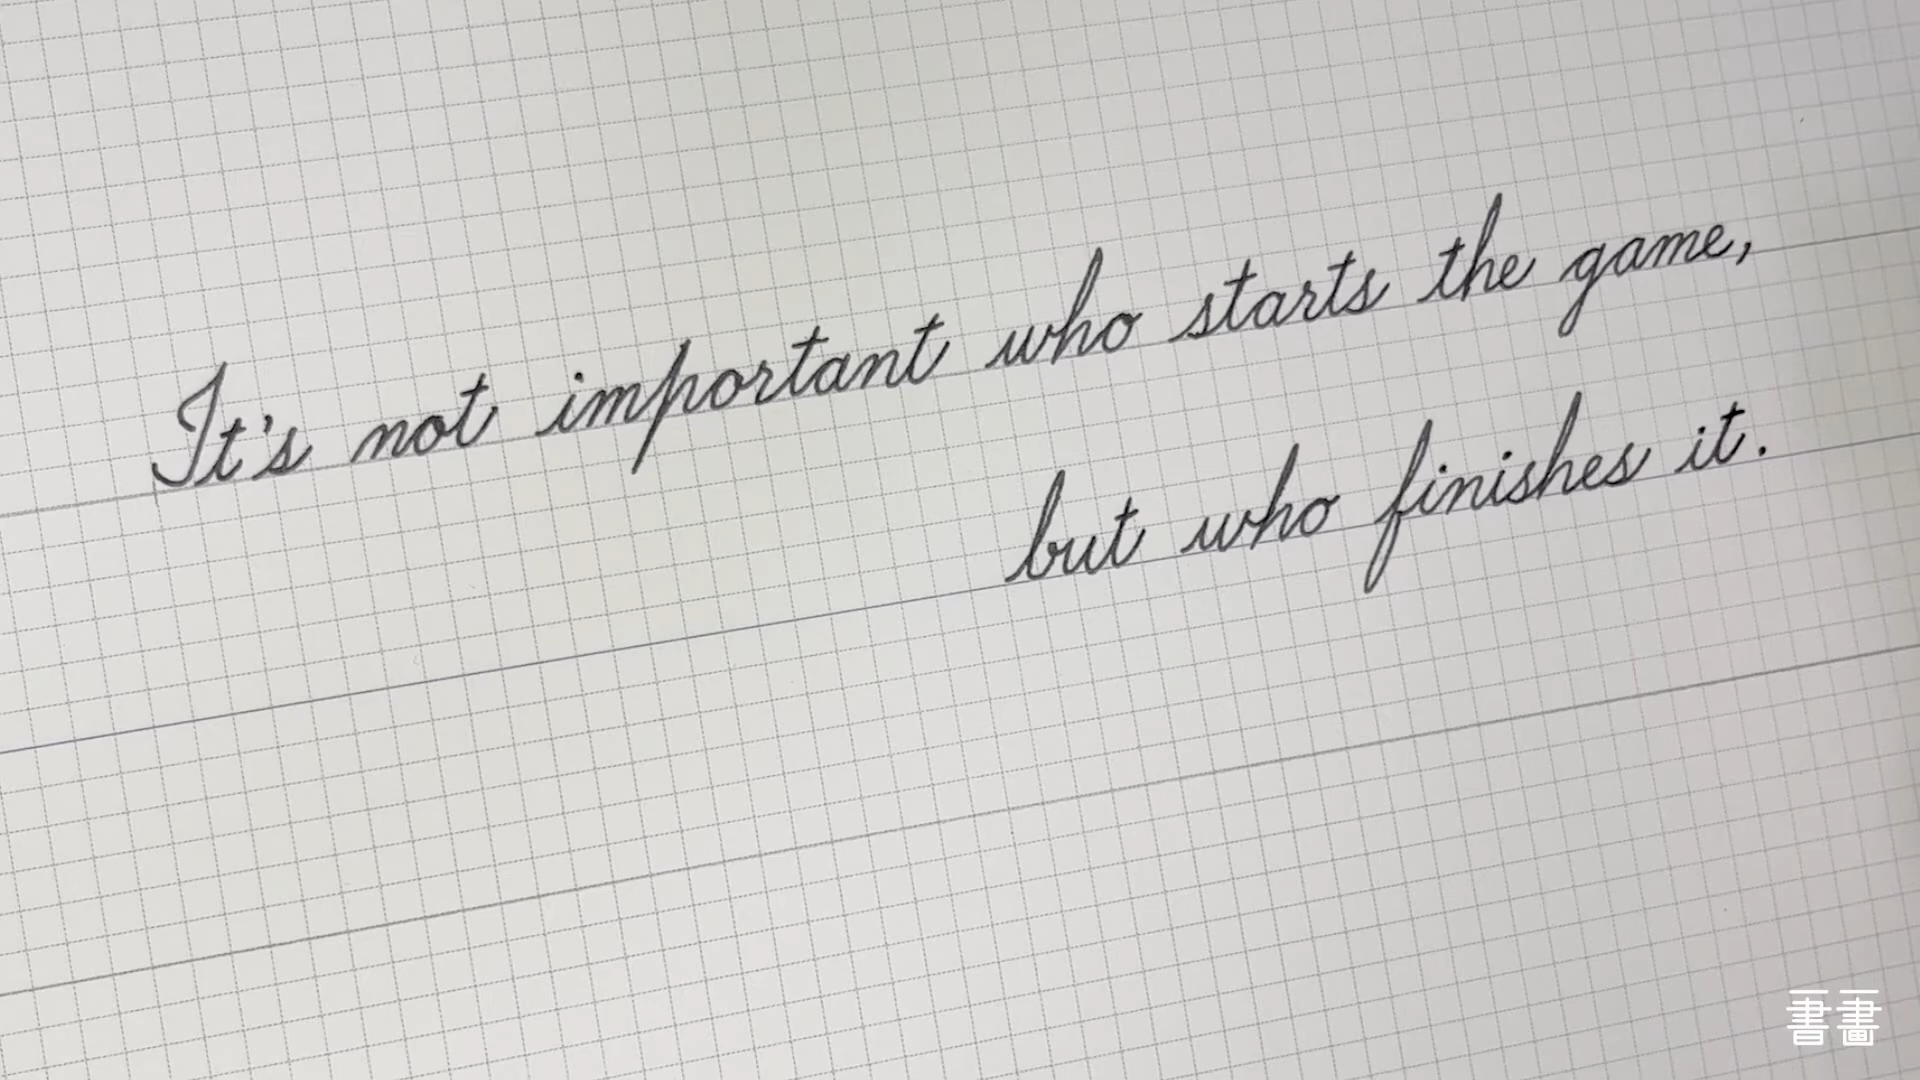 It's not important who starts the game,
but who finishes it.
書畫